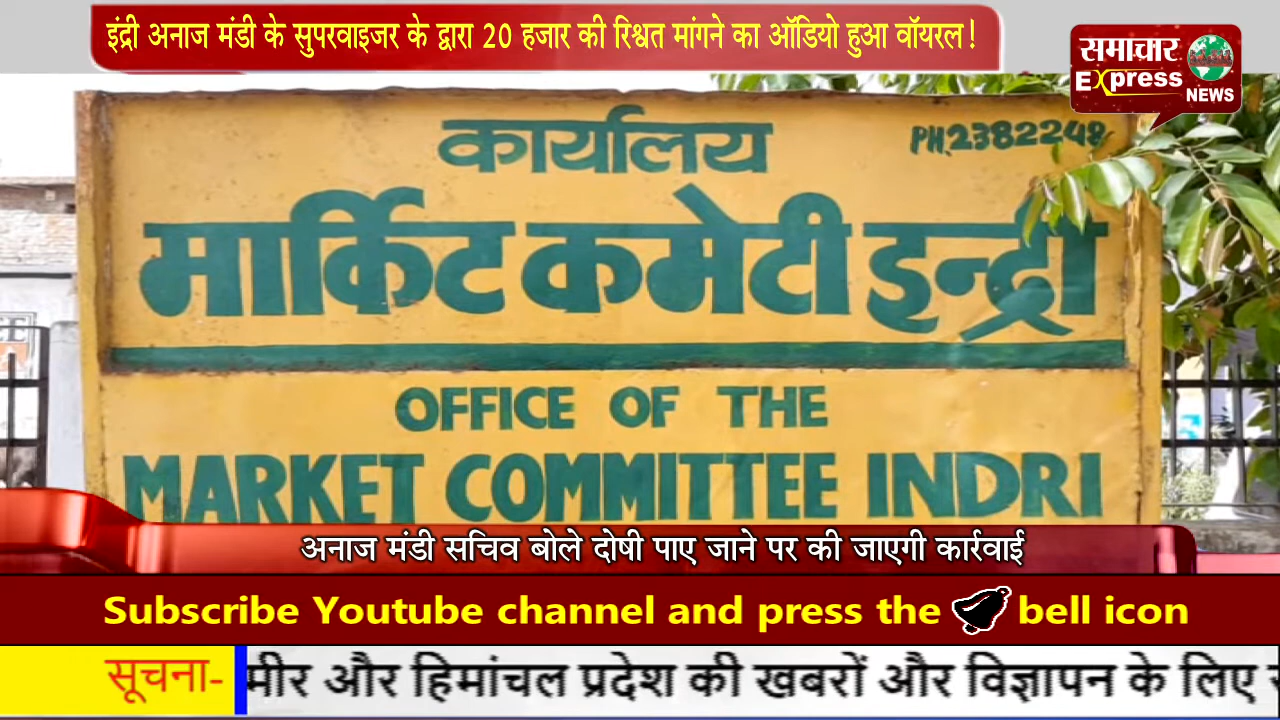 इंद्री अनाज मंडी के सुपरवाइजर के द्वारा 20 हजार की रिश्वत मांगने का ऑडियो हुआ वॉयरल!
समाचार
Express
NEWS
कार्यालय
PH.2382248
मार्किट कमेटी इन्द्री
OFFICE OF THE
MARKET COMMITTEE INDRI
अनाज मंडी सचिव बोले दोषी पाए जाने पर की जाएगी कार्रवाई
Subscribe Youtube channel and press the bell icon
सूचना- मीर और हिमांचल प्रदेश की खबरों और विज्ञापन के लिए